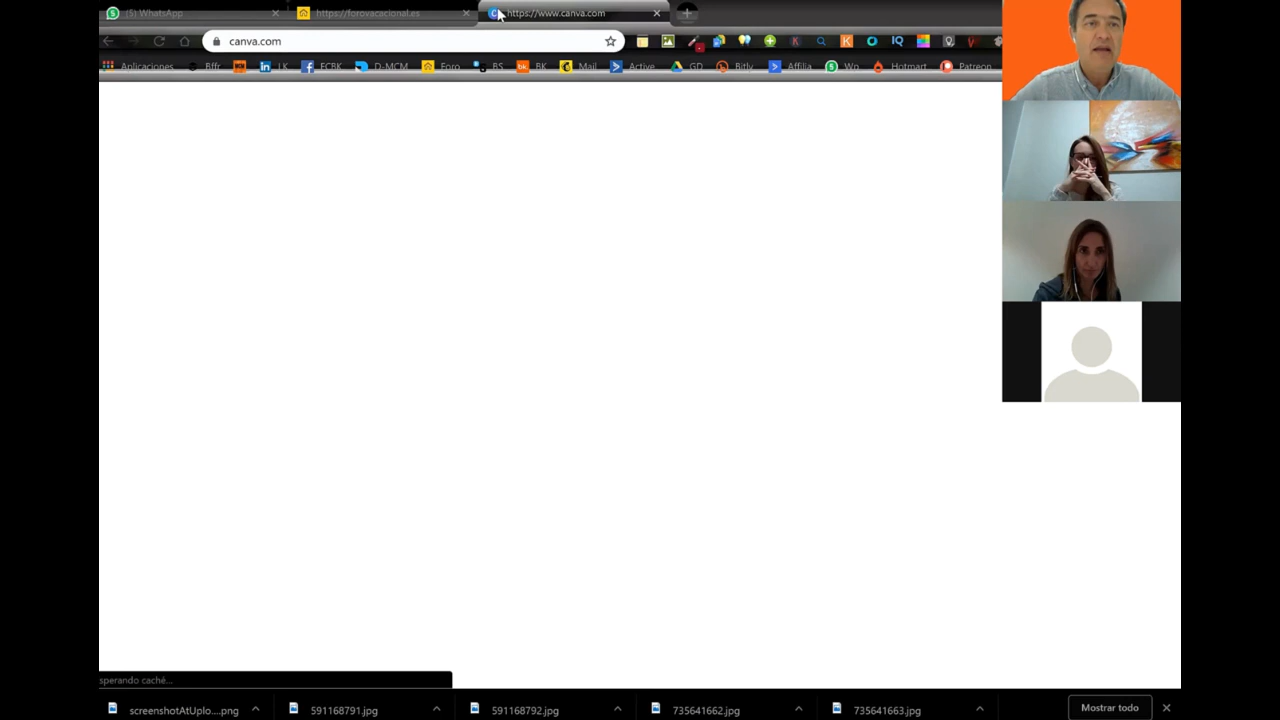 (5) WhatsApp https://forovacacional.es https://www.canva.com
canva.com
Aplicaciones Bffr LK FCBK D-MCM Foro BS BK Mail Active GD Bitly Affilia Wp Hotmart Patreon
sperando caché...
screenshotAtUplo....png 591168791.jpg 591168792.jpg 735641662.jpg 735641663.jpg Mostrar todo